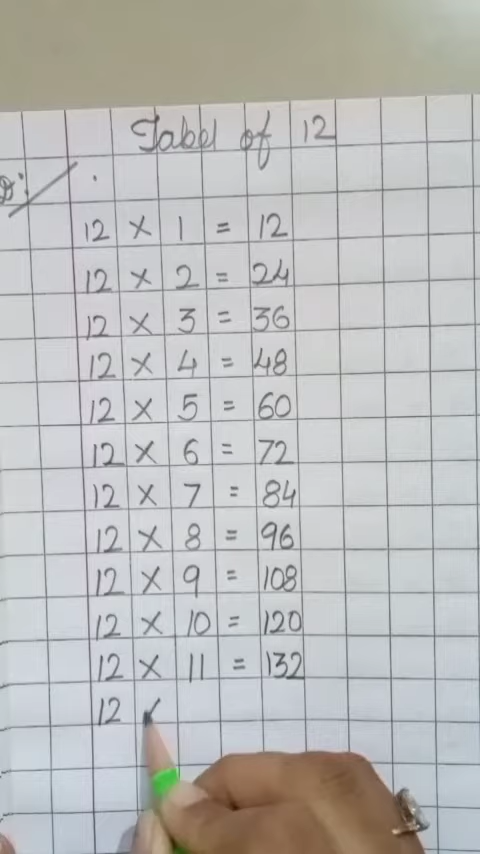 Tabel of 12
12 × 1 = 12
12 × 2 = 24
12 × 3 = 36
12 × 4 = 48
12 × 5 = 60
12 × 6 = 72
12 × 7 = 84
12 × 8 = 96
12 × 9 = 108
12 × 10 = 120
12 × 11 = 132
12